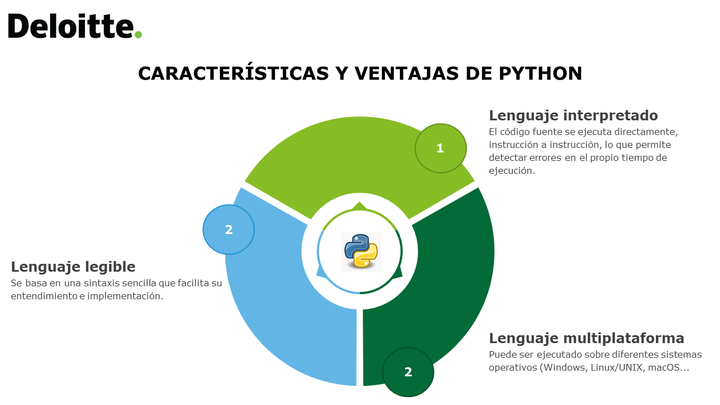 Deloitte.
CARACTERÍSTICAS Y VENTAJAS DE PYTHON
1
Lenguaje interpretado
El código fuente se ejecuta directamente,
instrucción a instrucción, lo que permite
detectar errores en el propio tiempo de
ejecución.
2
Lenguaje legible
Se basa en una sintaxis sencilla que facilita su
entendimiento e implementación.
2
Lenguaje multiplataforma
Puede ser ejecutado sobre diferentes sistemas
operativos (Windows, Linux/UNIX, macOS...